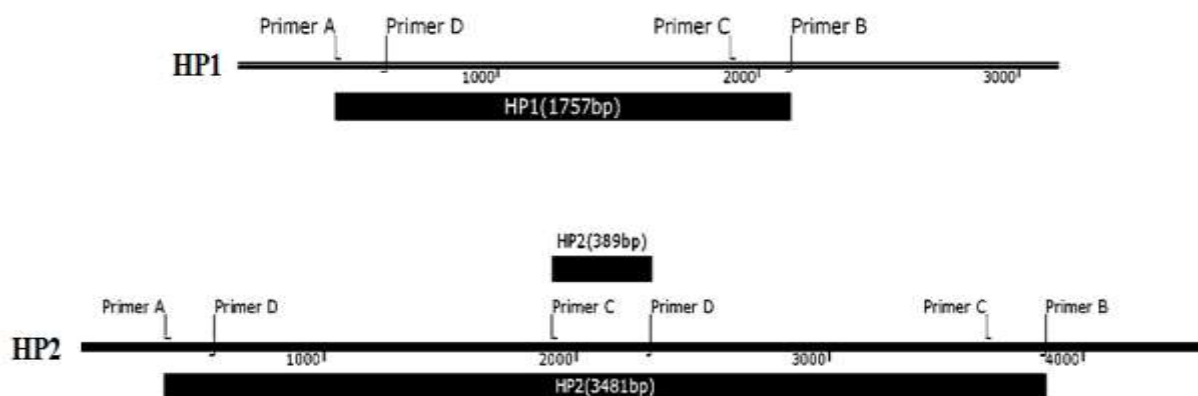 Primer A Primer D Primer C Primer B
HP1
1000 2000 3000
HP1(1757bp)
HP2(389bp)
Primer A Primer D Primer C Primer D Primer C Primer B
HP2
1000 2000 3000 4000
HP2(3481bp)